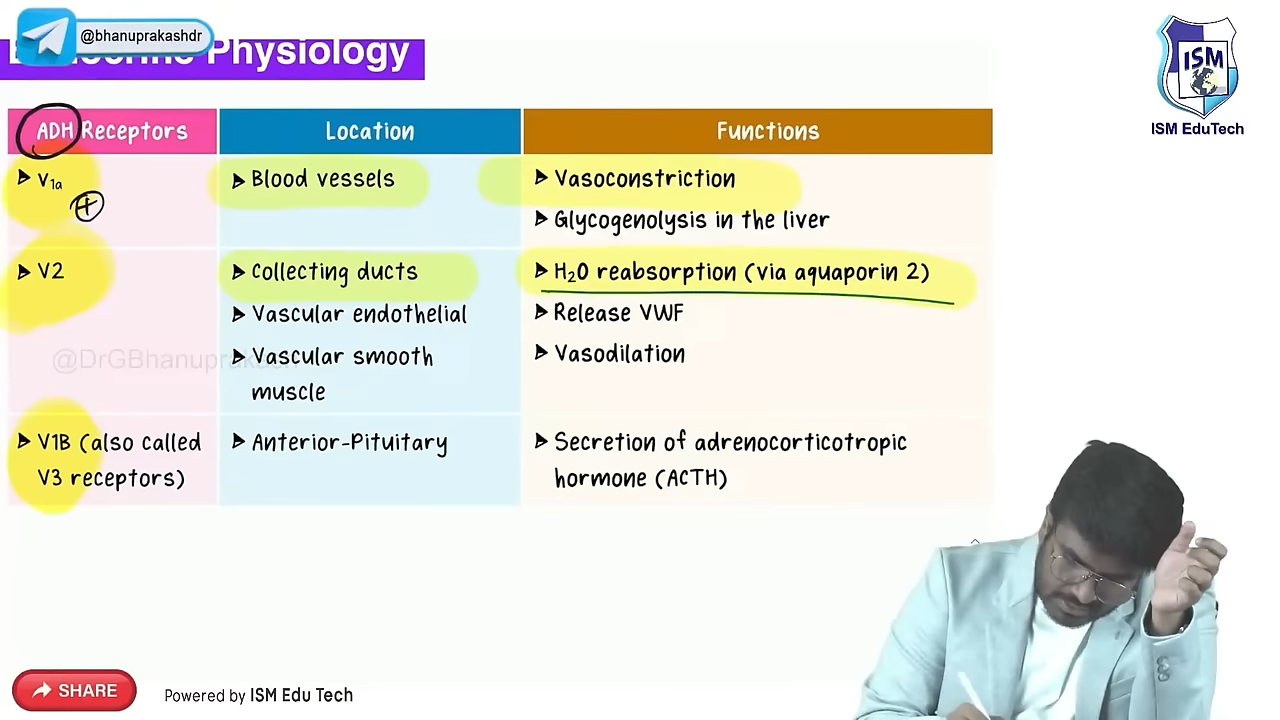 @bhanuprakashdr
Endocrine Physiology
ISM
ISM EduTech
ADH Receptors
Location
Functions
V1a
+
Blood vessels
Vasoconstriction
Glycogenolysis in the liver
V2
Collecting ducts
H₂O reabsorption (via aquaporin 2)
Vascular endothelial
Release VWF
@DrGBhanuprakash
Vascular smooth
muscle
Vasodilation
V1B (also called
V3 receptors)
Anterior-Pituitary
Secretion of adrenocorticotropic
hormone (ACTH)
SHARE
Powered by ISM Edu Tech